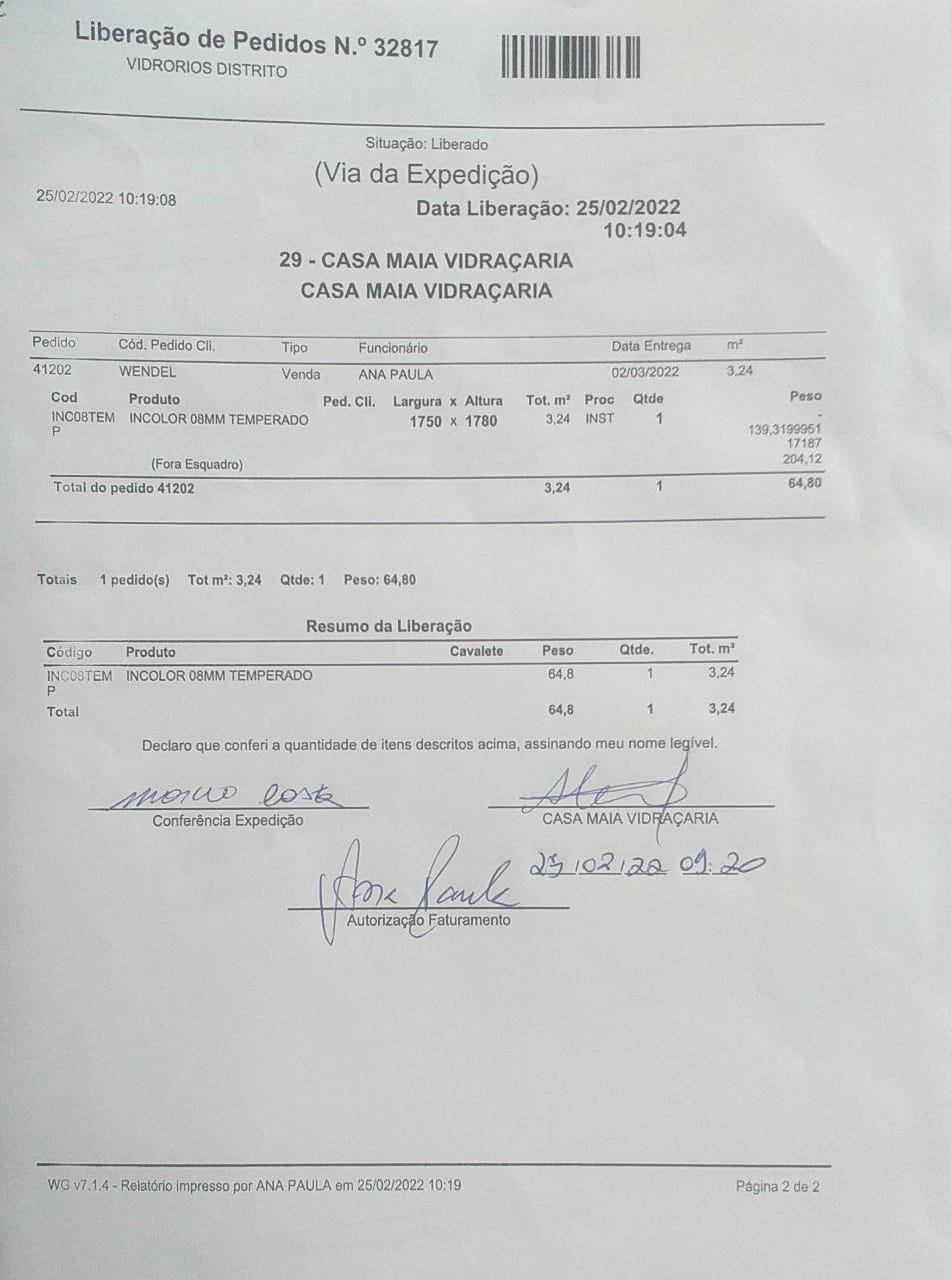 Liberação de Pedidos N.º 32817
VIDRORIOS DISTRITO
Situação: Liberado
(Via da Expedição)
25/02/2022 10:19:08
Data Liberação: 25/02/2022
10:19:04
29 - CASA MAIA VIDRAÇARIA
CASA MAIA VIDRAÇARIA
Pedido Cód. Pedido Cli. Tipo Funcionário Data Entrega m²
41202 WENDEL Venda ANA PAULA 02/03/2022 3,24
Cod Produto Ped. Cli. Largura x Altura Tot. m² Proc Qtde Peso
INC08TEM INCOLOR 08MM TEMPERADO 1750 x 1780 3,24 INST 1 -
P 139,3199951
17187
(Fora Esquadro) 204,12
Total do pedido 41202 3,24 1 64,80
Totais 1 pedido(s) Tot m²: 3,24 Qtde: 1 Peso: 64,80
Resumo da Liberação
Código Produto Cavalete Peso Qtde. Tot. m²
INC08TEM INCOLOR 08MM TEMPERADO 64,8 1 3,24
P
Total 64,8 1 3,24
Declaro que conferi a quantidade de itens descritos acima, assinando meu nome legível.
costa
Conferência Expedição CASA MAIA VIDRAÇARIA
Ana Paula 25/02/22 09:20
Autorização Faturamento
WG v7.1.4 - Relatório impresso por ANA PAULA em 25/02/2022 10:19 Página 2 de 2